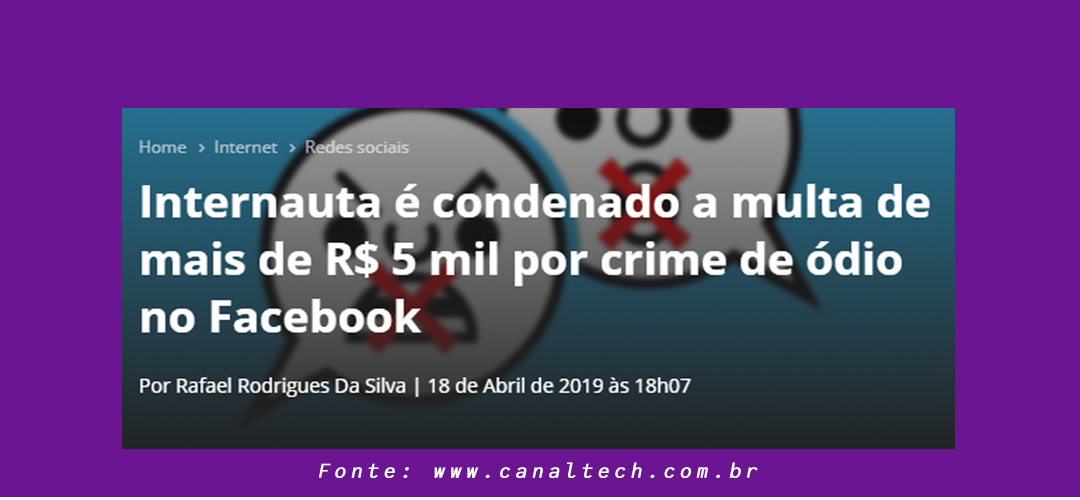 Home > Internet > Redes sociais
Internauta é condenado a multa de
mais de R$ 5 mil por crime de ódio
no Facebook
Por Rafael Rodrigues Da Silva | 18 de Abril de 2019 às 18h07
Fonte: www.canaltech.com.br